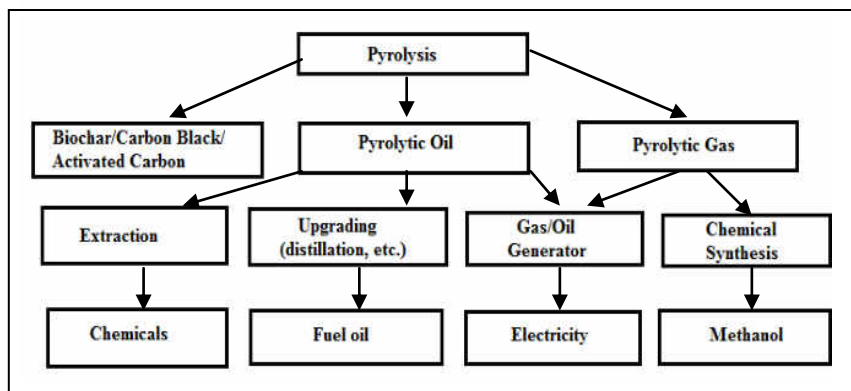 Pyrolysis
Biochar/Carbon Black/
Activated Carbon
Pyrolytic Oil
Pyrolytic Gas
Extraction
Upgrading
(distillation, etc.)
Gas/Oil
Generator
Chemical
Synthesis
Chemicals
Fuel oil
Electricity
Methanol